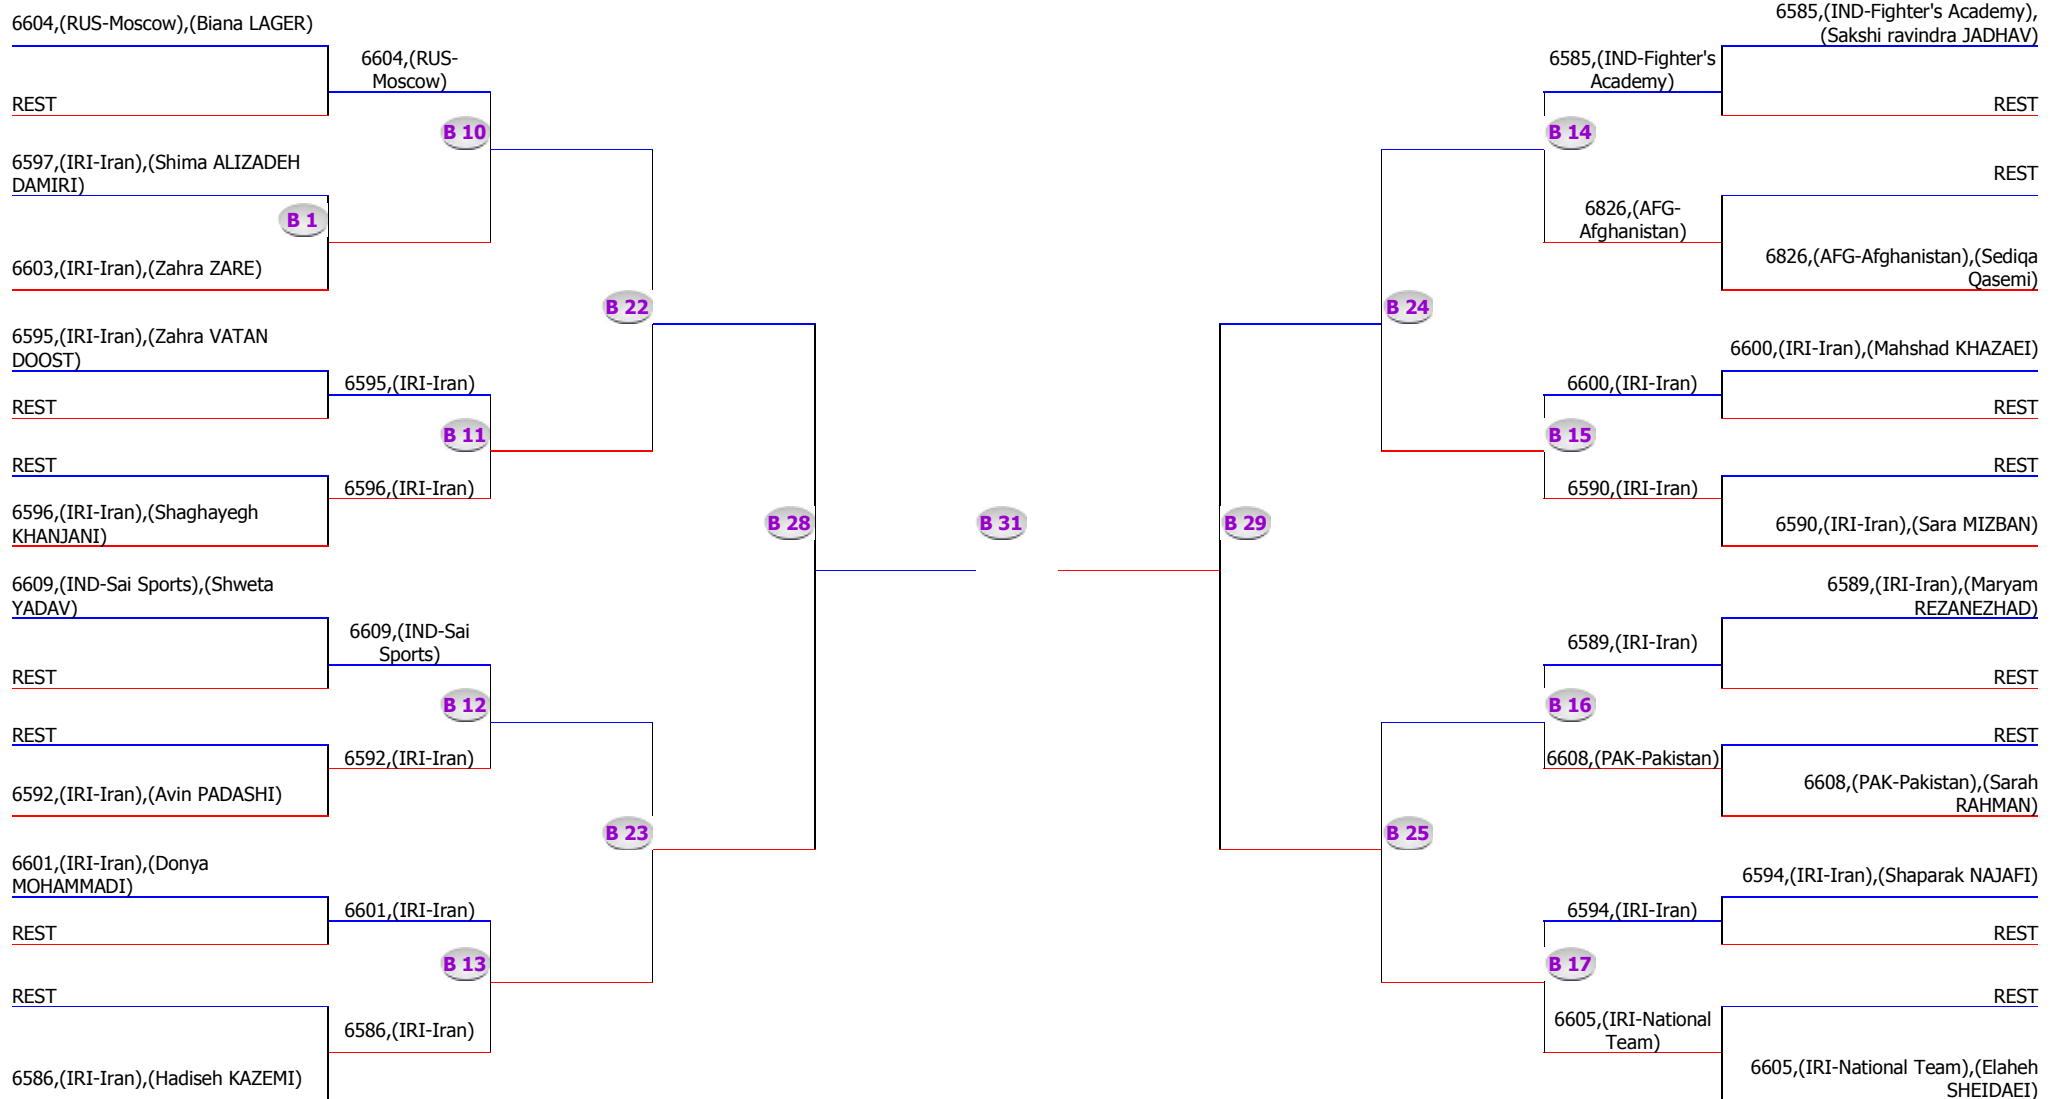 6604,(RUS-Moscow),(Biana LAGER)
REST
6597,(IRI-Iran),(Shima ALIZADEH
DAMIRI)
6603,(IRI-Iran),(Zahra ZARE)
6595,(IRI-Iran),(Zahra VATAN
DOOST)
REST
REST
6596,(IRI-Iran),(Shaghayegh
KHANJANI)
6609,(IND-Sai Sports),(Shweta
YADAV)
REST
REST
6592,(IRI-Iran),(Avin PADASHI)
6601,(IRI-Iran),(Donya
MOHAMMADI)
REST
REST
6586,(IRI-Iran),(Hadiseh KAZEMI)
B 1
6604,(RUS-
Moscow)
6595,(IRI-Iran)
6596,(IRI-Iran)
6609,(IND-Sai
Sports)
6592,(IRI-Iran)
6601,(IRI-Iran)
6586,(IRI-Iran)
B 10
B 11
B 12
B 13
B 22
B 23
B 28
B 31
B 29
B 24
B 25
B 14
B 15
B 16
B 17
6585,(IND-Fighter's
Academy)
6826,(AFG-
Afghanistan)
6600,(IRI-Iran)
6590,(IRI-Iran)
6589,(IRI-Iran)
6608,(PAK-Pakistan)
6594,(IRI-Iran)
6605,(IRI-National
Team)
6585,(IND-Fighter's Academy),
(Sakshi ravindra JADHAV)
REST
REST
6826,(AFG-Afghanistan),(Sediqa
Qasemi)
6600,(IRI-Iran),(Mahshad KHAZAEI)
REST
REST
6590,(IRI-Iran),(Sara MIZBAN)
6589,(IRI-Iran),(Maryam
REZANEZHAD)
REST
REST
6608,(PAK-Pakistan),(Sarah
RAHMAN)
6594,(IRI-Iran),(Shaparak NAJAFI)
REST
REST
6605,(IRI-National Team),(Elaheh
SHEIDAEI)